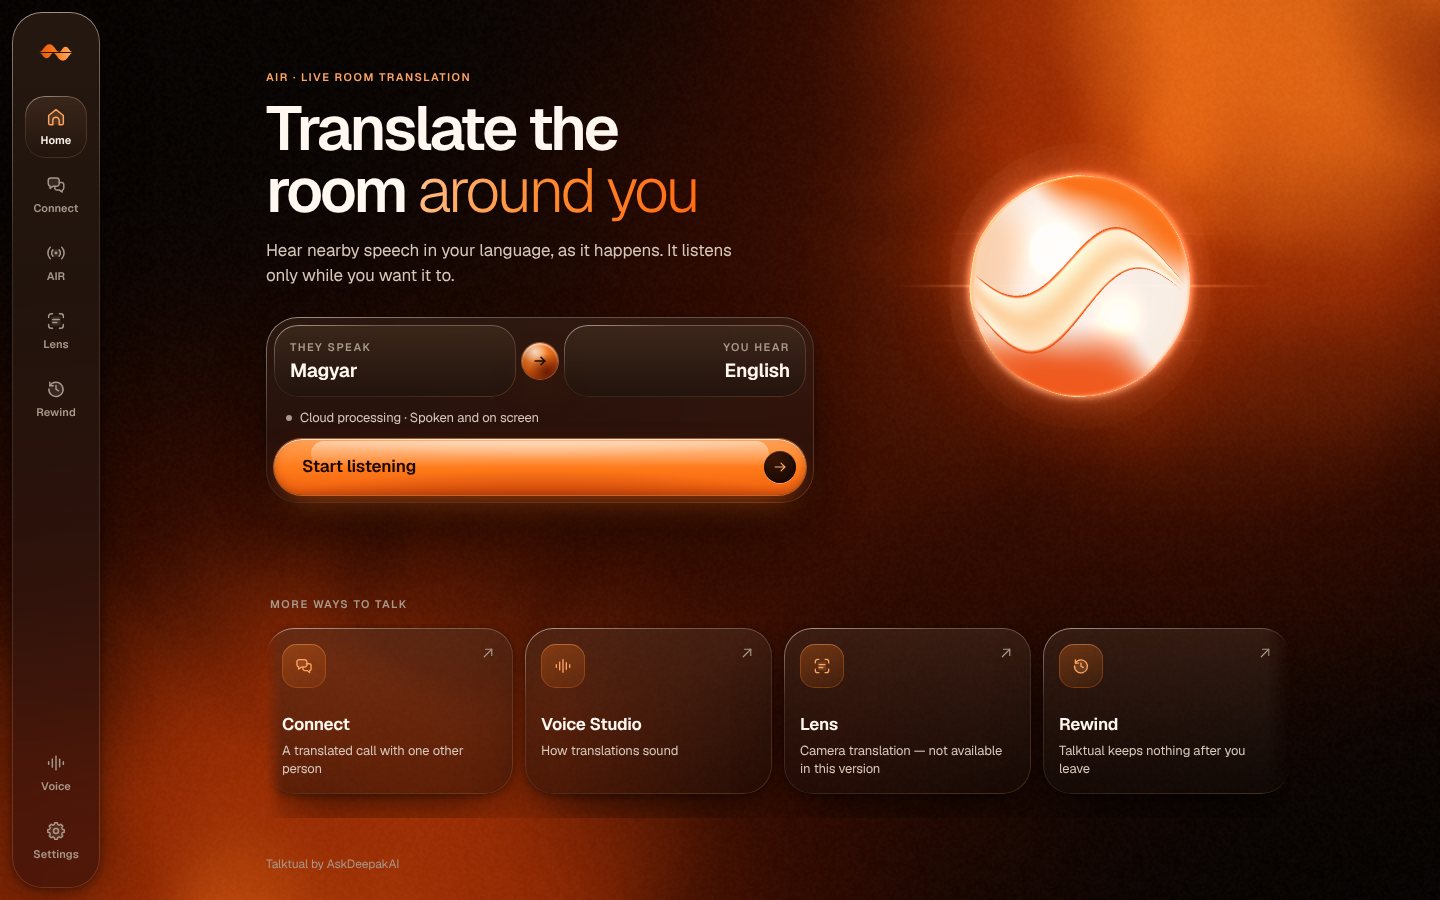 Home
Connect
AIR
Lens
Rewind
Voice
Settings
AIR · LIVE ROOM TRANSLATION
Translate the
room around you
Hear nearby speech in your language, as it happens. It listens
only while you want it to.
THEY SPEAK
Magyar
YOU HEAR
English
Cloud processing · Spoken and on screen
Start listening
MORE WAYS TO TALK
Connect
A translated call with one other
person
Voice Studio
How translations sound
Lens
Camera translation — not available
in this version
Rewind
Talktual keeps nothing after you
leave
Talktual by AskDeepakAI